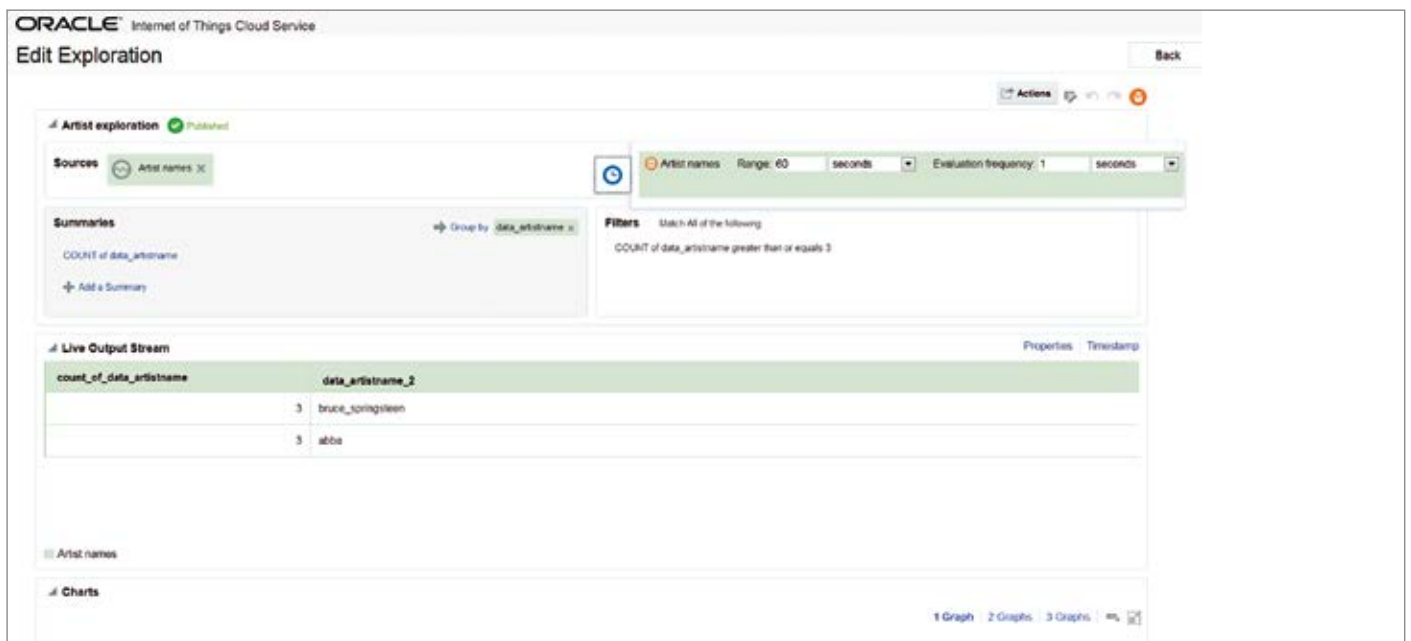 ORACLE Internet of Things Cloud Service
Edit Exploration
Back
Actions
Artist exploration Published
Sources Artist names
Artist names Range: 60 seconds Evaluation frequency: 1 seconds
Summaries
Group by data_artistname
COUNT of data_artistname
Add a Summary
Filters Match All of the following
COUNT of data_artistname greater than or equals 3
Live Output Stream
Properties Timestamp
count_of_data_artistname data_artistname_2
3 bruce_springsteen
3 abba
Artist names
Charts
1 Graph 2 Graphs 3 Graphs